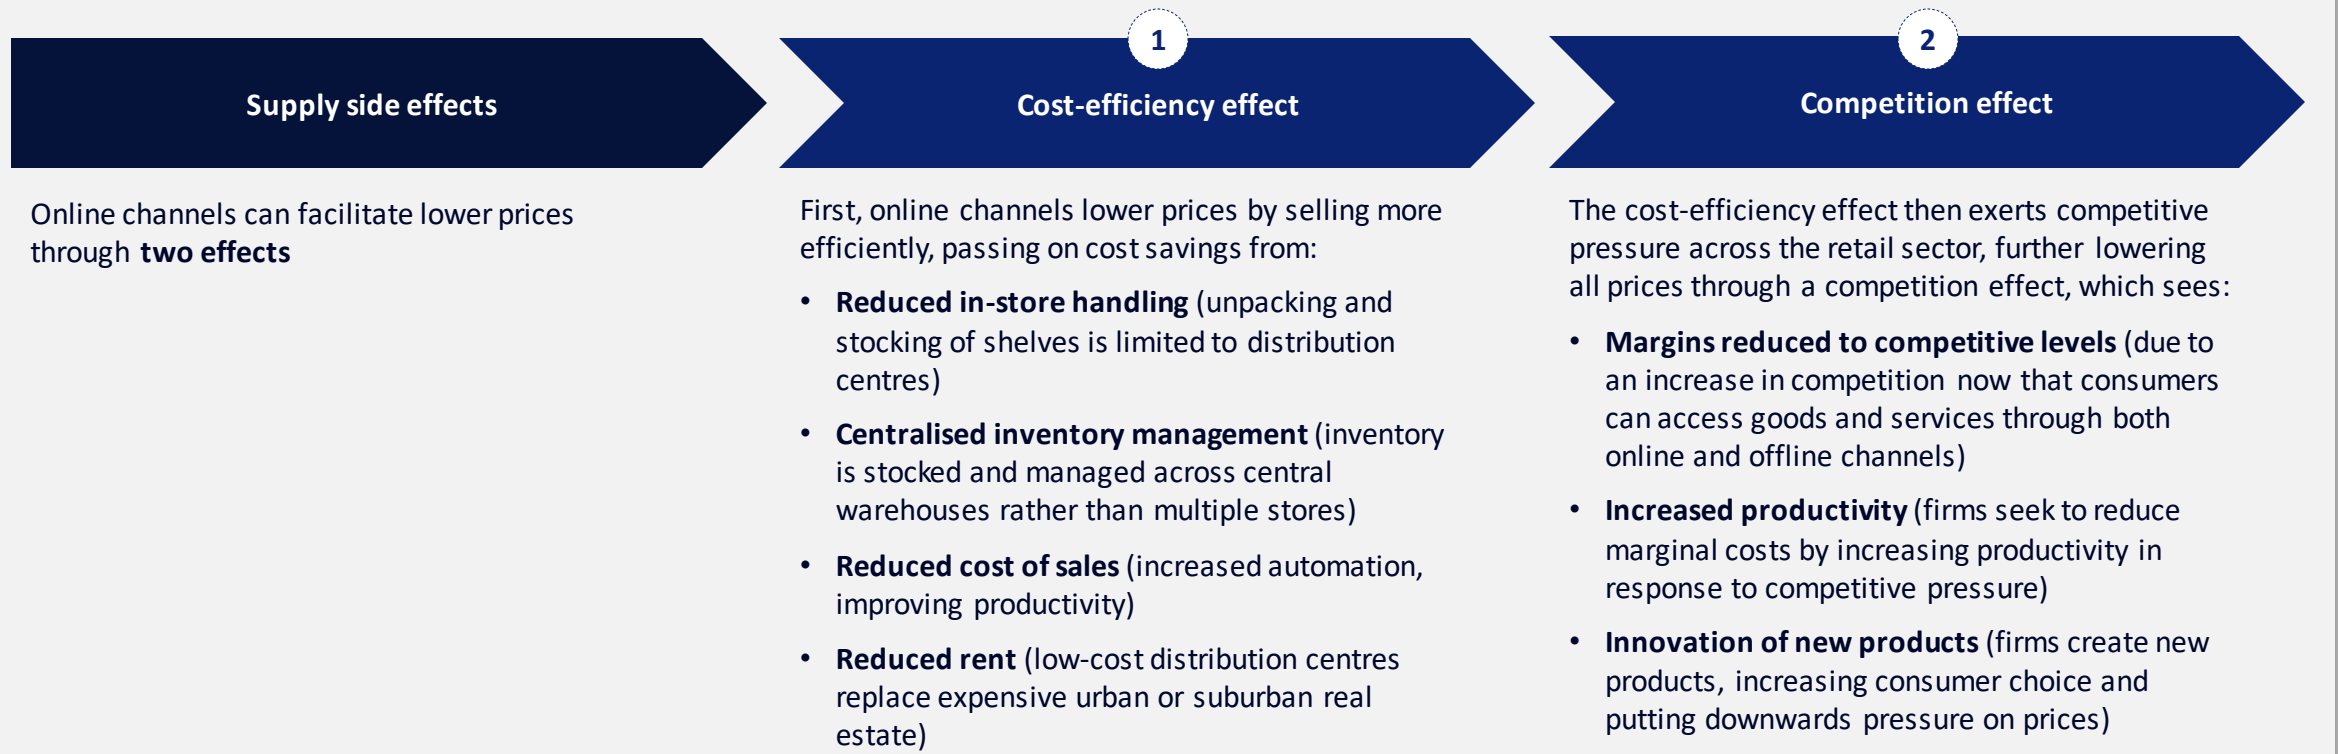 Supply side effects
Online channels can facilitate lower prices
through two effects
1
Cost-efficiency effect
First, online channels lower prices by selling more
efficiently, passing on cost savings from:
• Reduced in-store handling (unpacking and
stocking of shelves is limited to distribution
centres)
• Centralised inventory management (inventory
is stocked and managed across central
warehouses rather than multiple stores)
• Reduced cost of sales (increased automation,
improving productivity)
• Reduced rent (low-cost distribution centres
replace expensive urban or suburban real
estate)
2
Competition effect
The cost-efficiency effect then exerts competitive
pressure across the retail sector, further lowering
all prices through a competition effect, which sees:
• Margins reduced to competitive levels (due to
an increase in competition now that consumers
can access goods and services through both
online and offline channels)
• Increased productivity (firms seek to reduce
marginal costs by increasing productivity in
response to competitive pressure)
• Innovation of new products (firms create new
products, increasing consumer choice and
putting downwards pressure on prices)